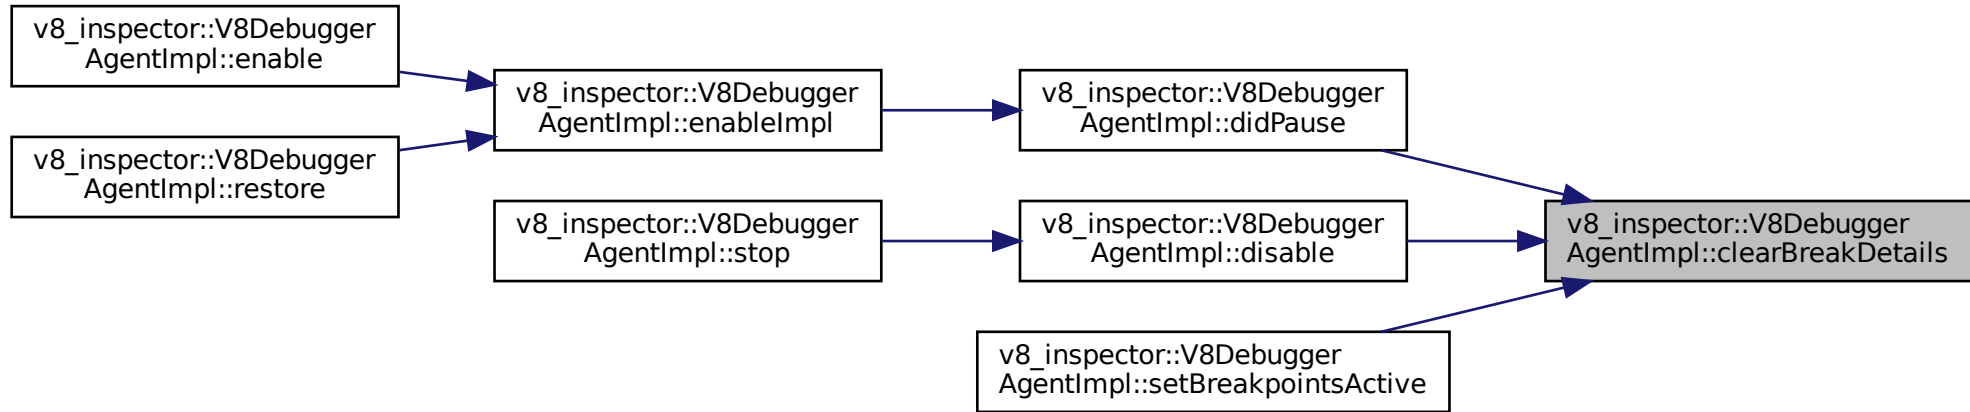 v8_inspector::V8Debugger
AgentImpl::enable
v8_inspector::V8Debugger
AgentImpl::restore
v8_inspector::V8Debugger
AgentImpl::enableImpl
v8_inspector::V8Debugger
AgentImpl::stop
v8_inspector::V8Debugger
AgentImpl::didPause
v8_inspector::V8Debugger
AgentImpl::disable
v8_inspector::V8Debugger
AgentImpl::setBreakpointsActive
v8_inspector::V8Debugger
AgentImpl::clearBreakDetails